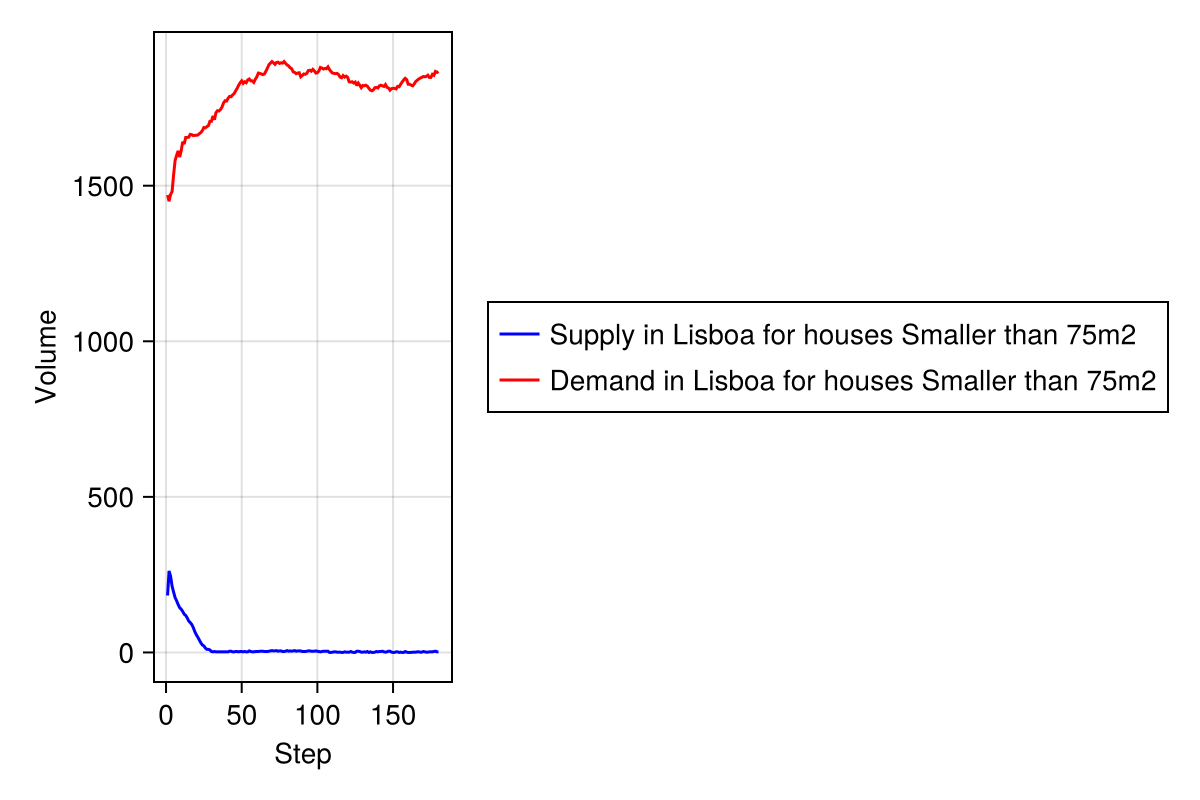 1500
1000
500
0
Volume
0 50 100 150
Step
Supply in Lisboa for houses Smaller than 75m2
Demand in Lisboa for houses Smaller than 75m2